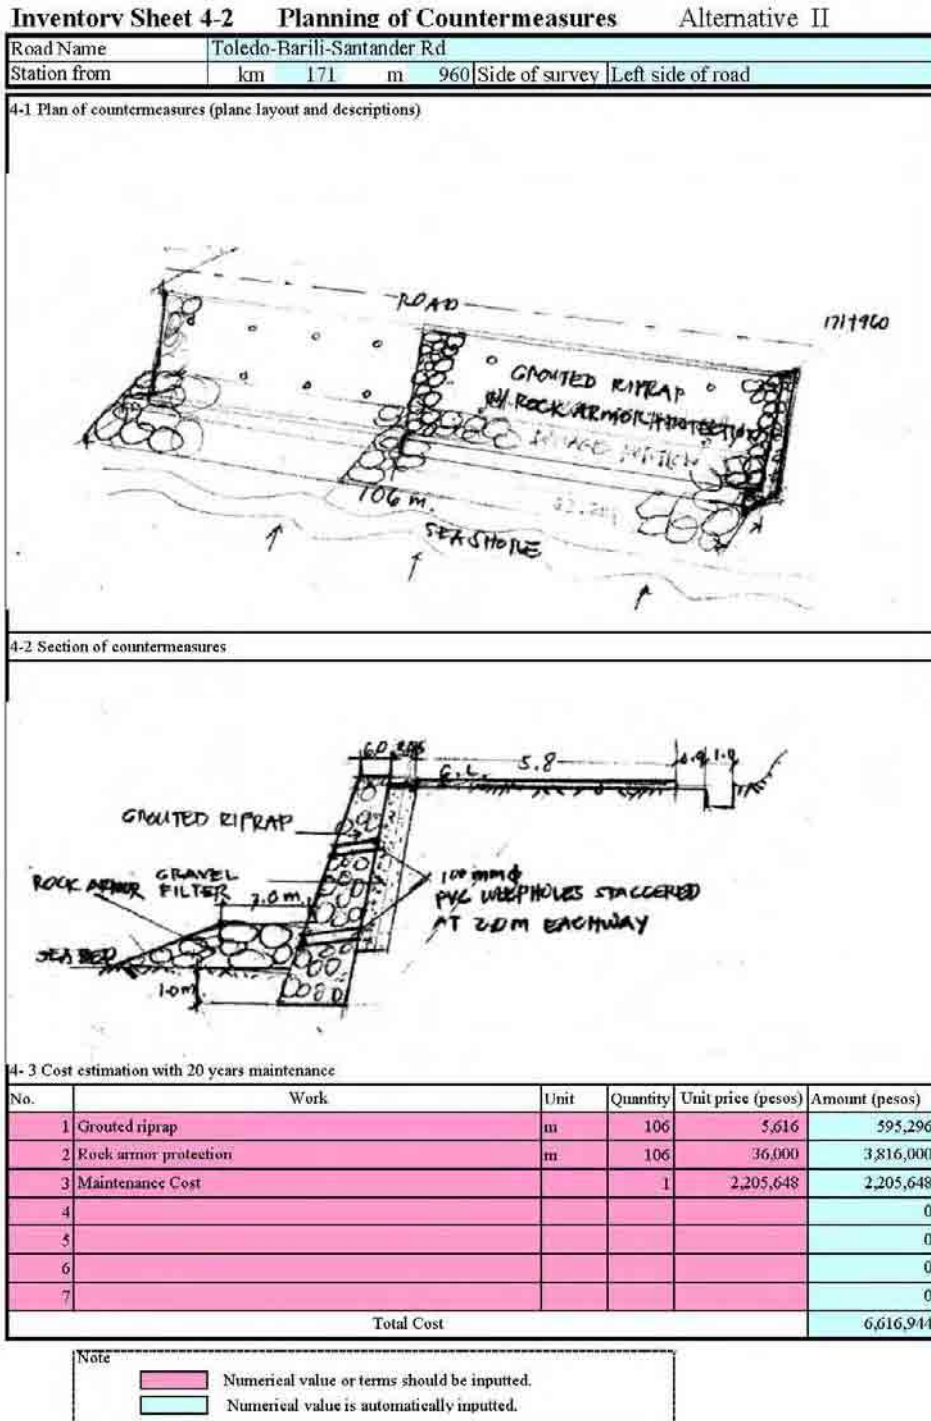 Inventory Sheet 4-2 Planning of Countermeasures Alternative II
Road Name Toledo-Barili-Santander Rd
Station from km 171 m 960 Side of survey Left side of road
4-1 Plan of countermeasures (plane layout and descriptions)
ROAD
171+960
GROUTED RIPRAP
W/ ROCK ARMOR PROTECTION
106 m.
SEASHORE
4-2 Section of countermeasures
5.8
G.L.
GROUTED RIPRAP
ROCK ARMOR
GRAVEL
FILTER
100 mm φ
PVC WEEPHOLES STAGGERED
AT 2.0M EACHWAY
SEA BED
1.0m
4- 3 Cost estimation with 20 years maintenance
No. Work Unit Quantity Unit price (pesos) Amount (pesos)
1 Grouted riprap m 106 5,616 595,296
2 Rock armor protection m 106 36,000 3,816,000
3 Maintenance Cost 1 2,205,648 2,205,648
4 0
5 0
6 0
7 0
Total Cost 6,616,944
Note
Numerical value or terms should be inputted.
Numerical value is automatically inputted.